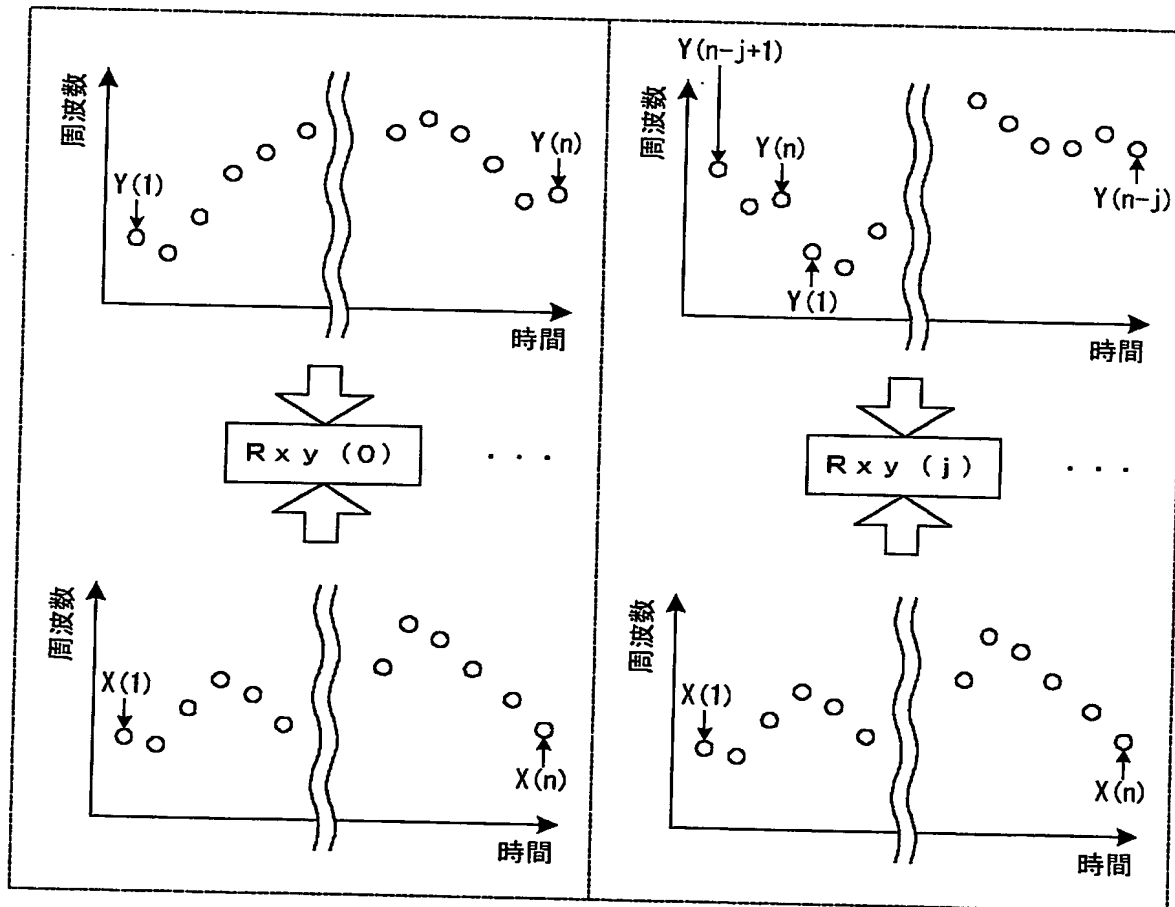 周波数
Y(1)
Y(n)
時間
Rxy(0)
・・・
周波数
X(1)
X(n)
時間
周波数
Y(n-j+1)
Y(n)
Y(1)
Y(n-j)
時間
Rxy(j)
・・・
周波数
X(1)
X(n)
時間